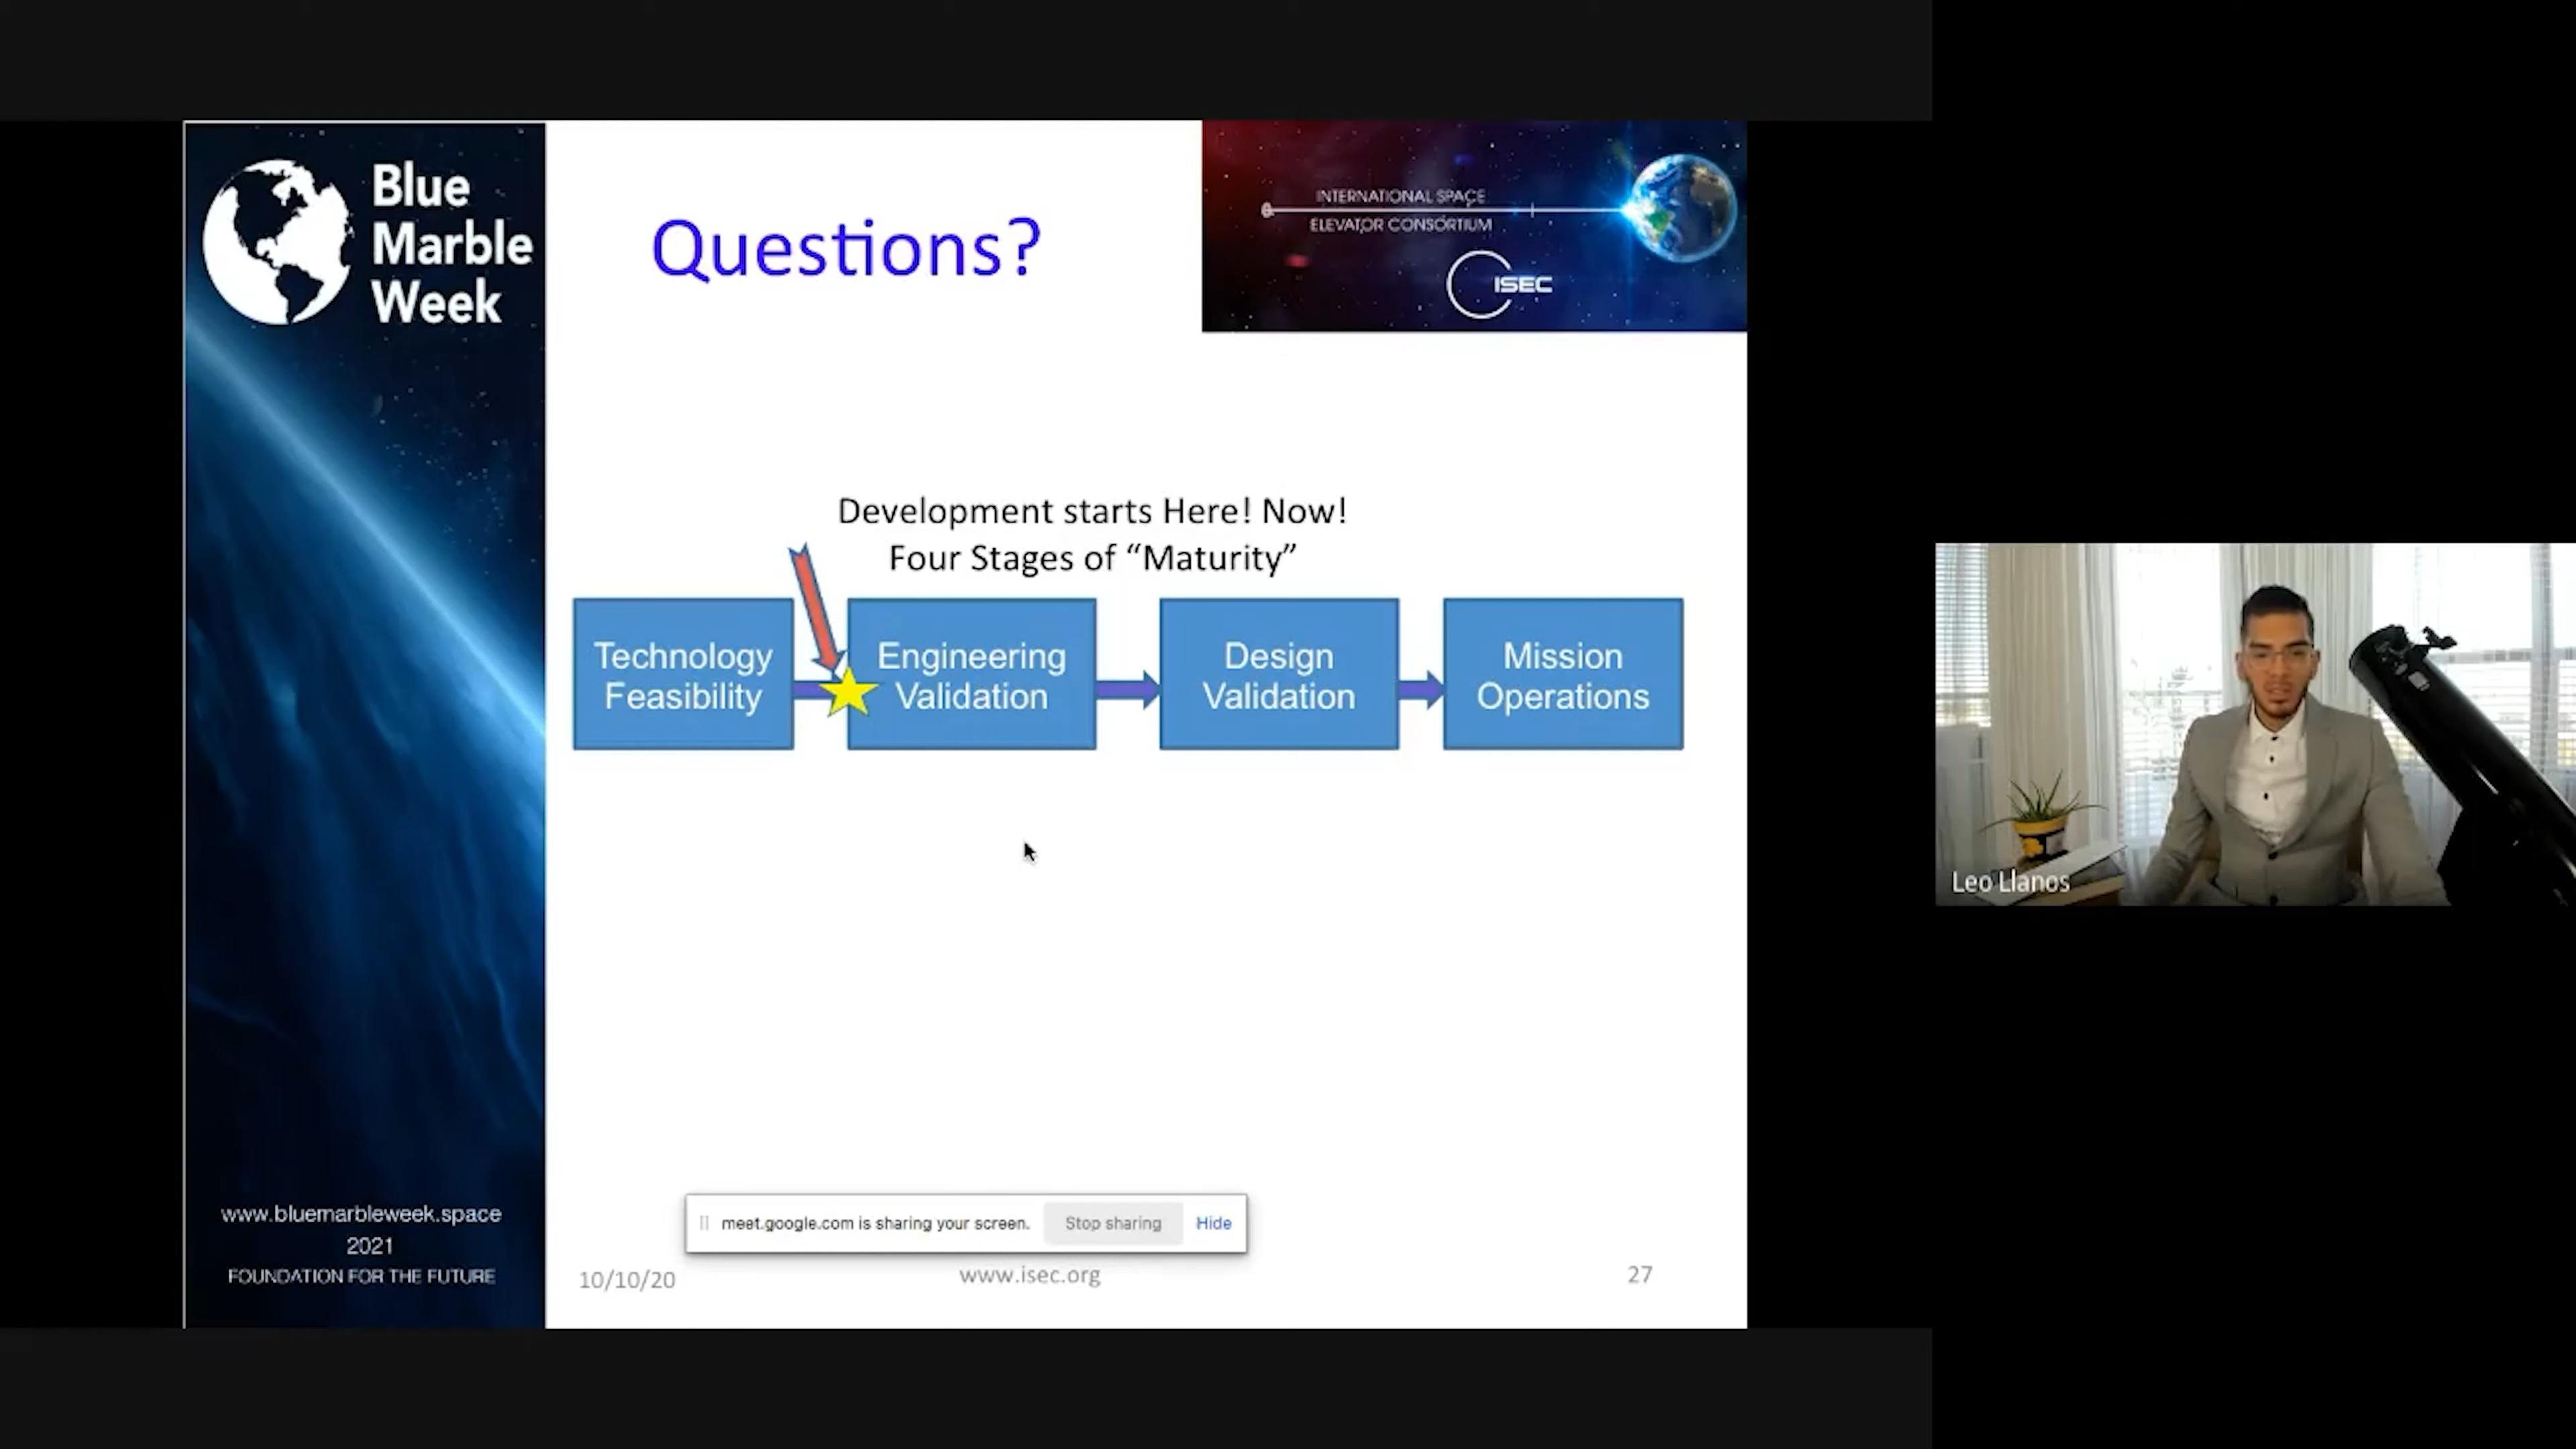 Blue
Marble
Week
Questions?
INTERNATIONAL SPACE
ELEVATOR CONSORTIUM
ISEC
Development starts Here! Now!
Four Stages of “Maturity”
Technology
Feasibility
Engineering
Validation
Design
Validation
Mission
Operations
Leo Llanos
www.bluemarbleweek.space
2021
FOUNDATION FOR THE FUTURE
meet.google.com is sharing your screen.
Stop sharing
Hide
10/10/20
www.isec.org
27